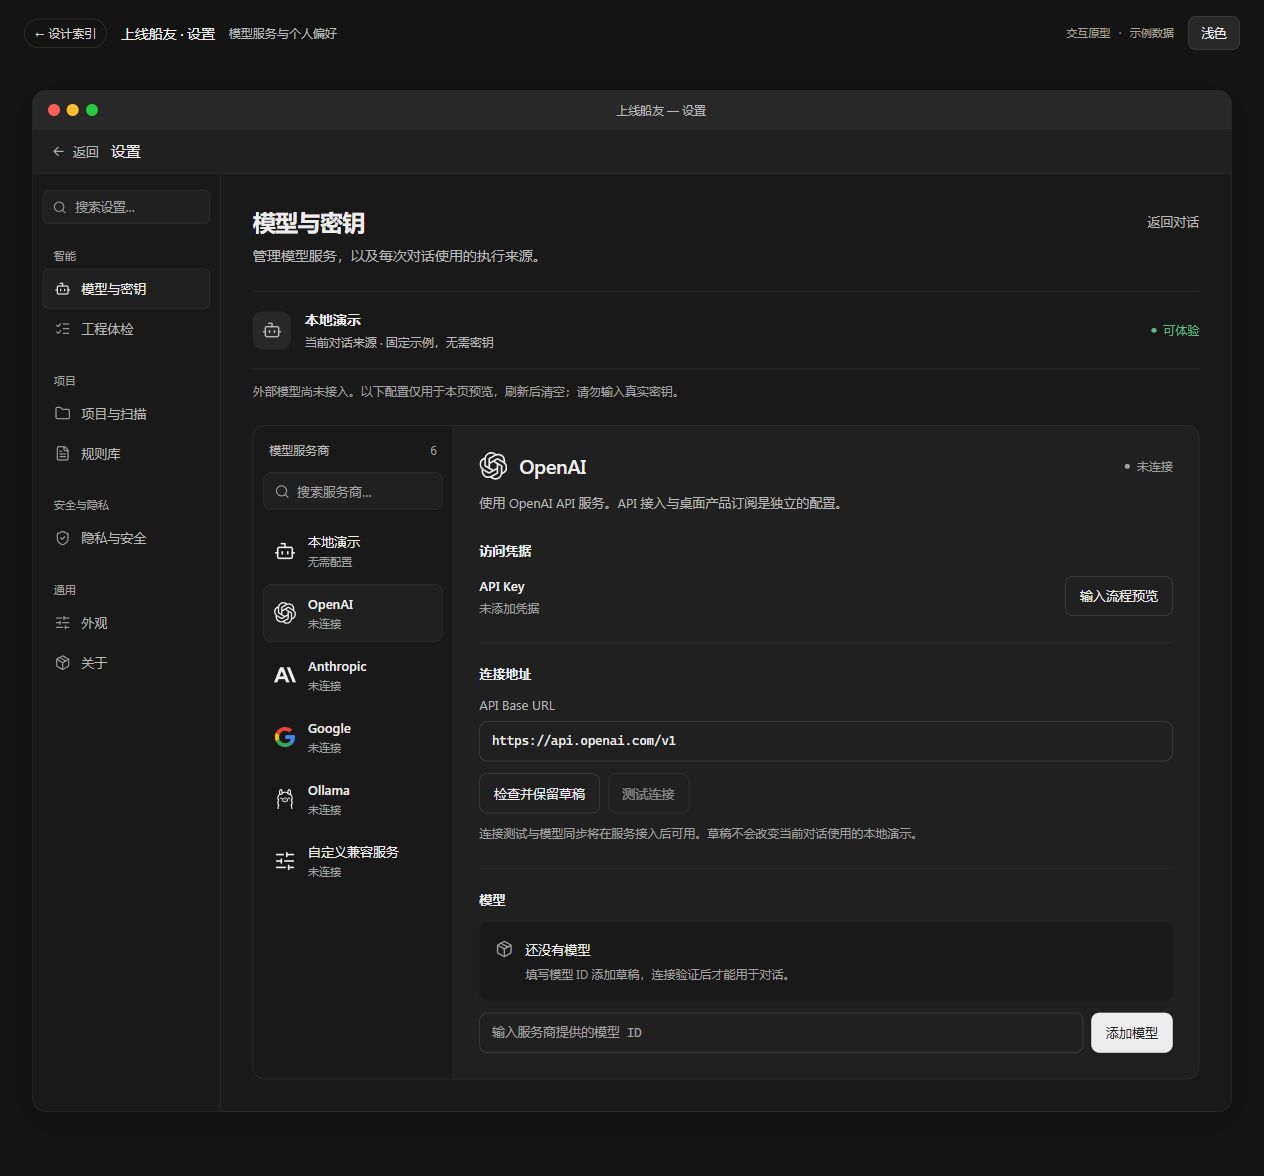 ← 设计索引
上线船友 · 设置
模型服务与个人偏好
交互原型 · 示例数据
浅色
上线船友 — 设置
← 返回
设置
搜索设置...
智能
模型与密钥
工程体检
项目
项目与扫描
规则库
安全与隐私
隐私与安全
通用
外观
关于
模型与密钥
返回对话
管理模型服务，以及每次对话使用的执行来源。
本地演示
当前对话来源 · 固定示例，无需密钥
可体验
外部模型尚未接入。以下配置仅用于本页预览，刷新后清空；请勿输入真实密钥。
模型服务商
6
搜索服务商...
本地演示
无需配置
OpenAI
未连接
Anthropic
未连接
Google
未连接
Ollama
未连接
自定义兼容服务
未连接
OpenAI
未连接
使用 OpenAI API 服务。API 接入与桌面产品订阅是独立的配置。
访问凭据
API Key
未添加凭据
输入流程预览
连接地址
API Base URL
https://api.openai.com/v1
检查并保留草稿
测试连接
连接测试与模型同步将在服务接入后可用。草稿不会改变当前对话使用的本地演示。
模型
还没有模型
填写模型 ID 添加草稿，连接验证后才能用于对话。
输入服务商提供的模型 ID
添加模型